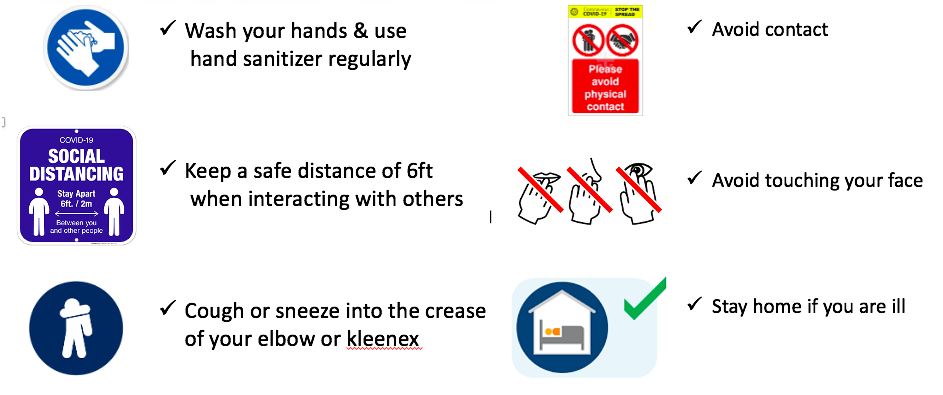 ✓ Wash your hands & use
hand sanitizer regularly
COVID-19
SOCIAL
DISTANCING
Stay Apart
6ft. / 2m
Between you
and other people
✓ Keep a safe distance of 6ft
when interacting with others
✓ Cough or sneeze into the crease
of your elbow or kleenex
Coronavirus
COVID-19
STOP THE
SPREAD
Please
avoid
physical
contact
✓ Avoid contact
✓ Avoid touching your face
✓ Stay home if you are ill